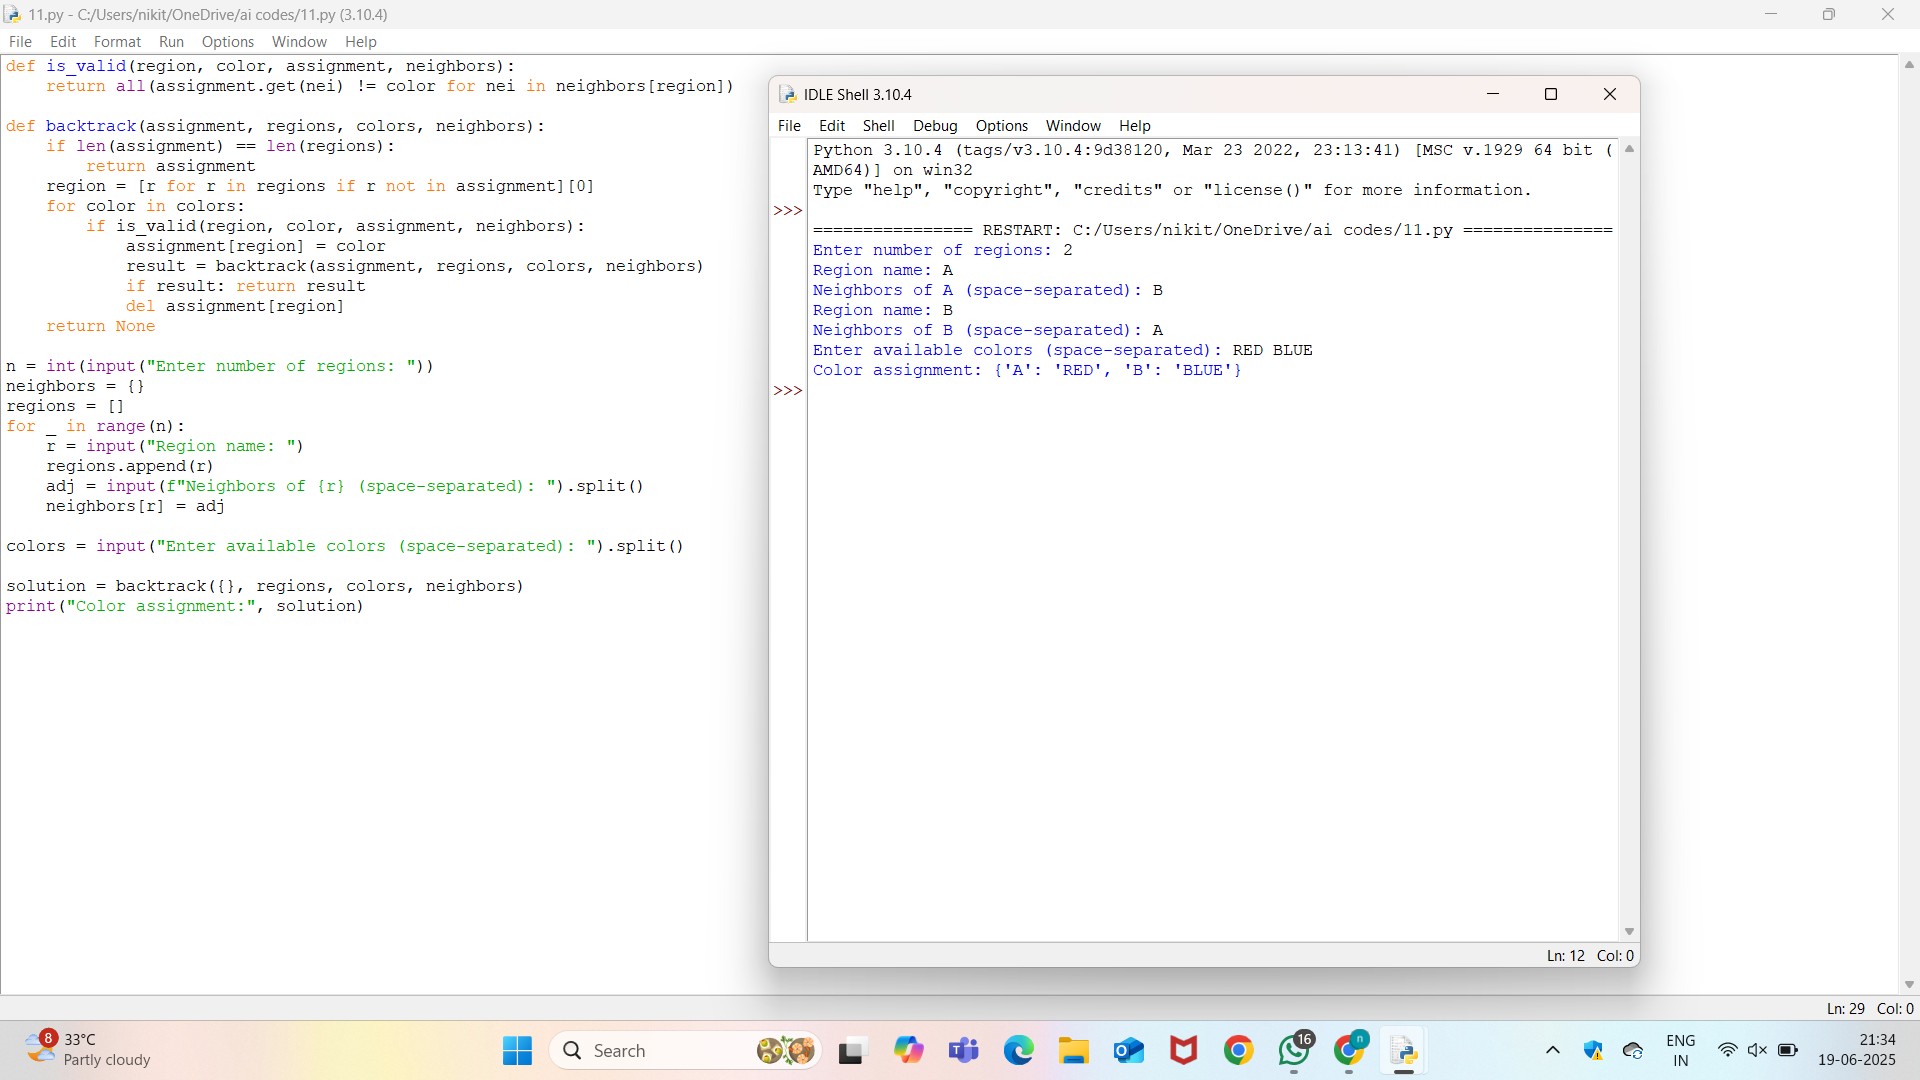 11.py - C:/Users/nikit/OneDrive/ai codes/11.py (3.10.4)
File Edit Format Run Options Window Help
def is_valid(region, color, assignment, neighbors):
    return all(assignment.get(nei) != color for nei in neighbors[region])

def backtrack(assignment, regions, colors, neighbors):
    if len(assignment) == len(regions):
        return assignment
    region = [r for r in regions if r not in assignment][0]
    for color in colors:
        if is_valid(region, color, assignment, neighbors):
            assignment[region] = color
            result = backtrack(assignment, regions, colors, neighbors)
            if result: return result
            del assignment[region]
    return None

n = int(input("Enter number of regions: "))
neighbors = {}
regions = []
for _ in range(n):
    r = input("Region name: ")
    regions.append(r)
    adj = input(f"Neighbors of {r} (space-separated): ").split()
    neighbors[r] = adj

colors = input("Enter available colors (space-separated): ").split()

solution = backtrack({}, regions, colors, neighbors)
print("Color assignment:", solution)
IDLE Shell 3.10.4
File Edit Shell Debug Options Window Help
Python 3.10.4 (tags/v3.10.4:9d38120, Mar 23 2022, 23:13:41) [MSC v.1929 64 bit (
AMD64)] on win32
Type "help", "copyright", "credits" or "license()" for more information.
>>>
================ RESTART: C:/Users/nikit/OneDrive/ai codes/11.py ===============
Enter number of regions: 2
Region name: A
Neighbors of A (space-separated): B
Region name: B
Neighbors of B (space-separated): A
Enter available colors (space-separated): RED BLUE
Color assignment: {'A': 'RED', 'B': 'BLUE'}
>>>
Ln: 12 Col: 0
Ln: 29 Col: 0
8
33°C
Partly cloudy
Search
16
n
ENG
IN
21:34
19-06-2025